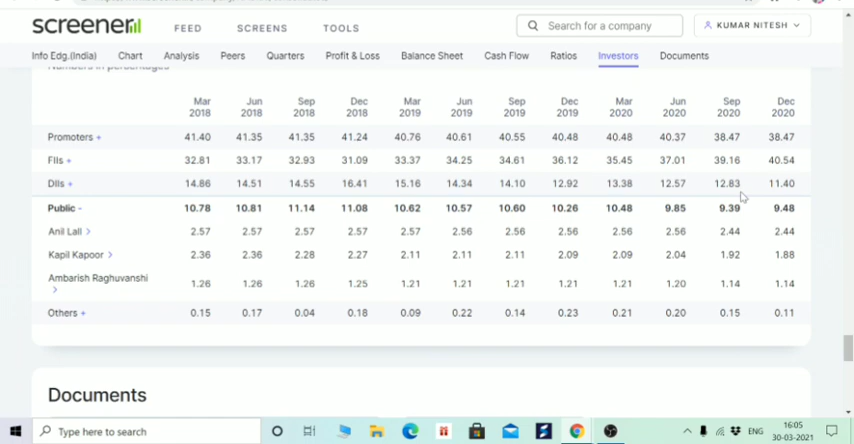 screener
FEED SCREENS TOOLS
Search for a company
KUMAR NITESH
Info Edg.(India) Chart Analysis Peers Quarters Profit & Loss Balance Sheet Cash Flow Ratios Investors Documents
Numbers in percentages
Mar 2018 Jun 2018 Sep 2018 Dec 2018 Mar 2019 Jun 2019 Sep 2019 Dec 2019 Mar 2020 Jun 2020 Sep 2020 Dec 2020
Promoters + 41.40 41.35 41.35 41.24 40.76 40.61 40.55 40.48 40.48 40.37 38.47 38.47
FIIs + 32.81 33.17 32.93 31.09 33.37 34.25 34.61 36.12 35.45 37.01 39.16 40.54
DIIs + 14.86 14.51 14.55 16.41 15.16 14.34 14.10 12.92 13.38 12.57 12.83 11.40
Public - 10.78 10.81 11.14 11.08 10.62 10.57 10.60 10.26 10.48 9.85 9.39 9.48
Anil Lall > 2.57 2.57 2.57 2.57 2.57 2.56 2.56 2.56 2.56 2.56 2.44 2.44
Kapil Kapoor > 2.36 2.36 2.28 2.27 2.11 2.11 2.11 2.09 2.09 2.04 1.92 1.88
Ambarish Raghuvanshi > 1.26 1.26 1.26 1.25 1.21 1.21 1.21 1.21 1.21 1.20 1.14 1.14
Others + 0.15 0.17 0.04 0.18 0.09 0.22 0.14 0.23 0.21 0.20 0.15 0.11
Documents
Type here to search
ENG
16:05
30-03-2021